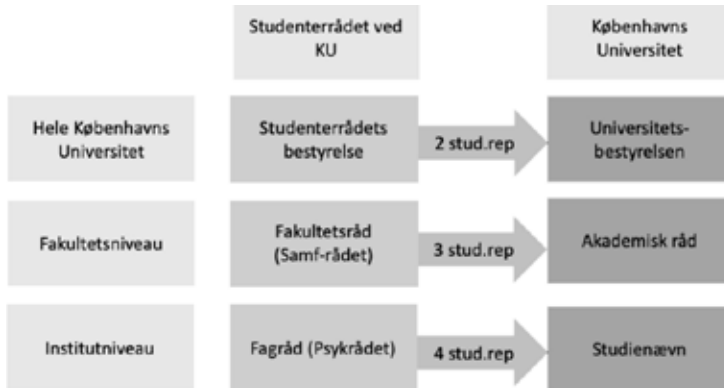 Studenterrådet ved
KU
Københavns
Universitet
Hele Københavns
Universitet
Studenterrådets
bestyrelse
2 stud.rep
Universitets-
bestyrelsen
Fakultetsniveau
Fakultetsråd
(Samf-rådet)
3 stud.rep
Akademisk råd
Institutniveau
Fagråd (Psykrådet)
4 stud.rep
Studienævn